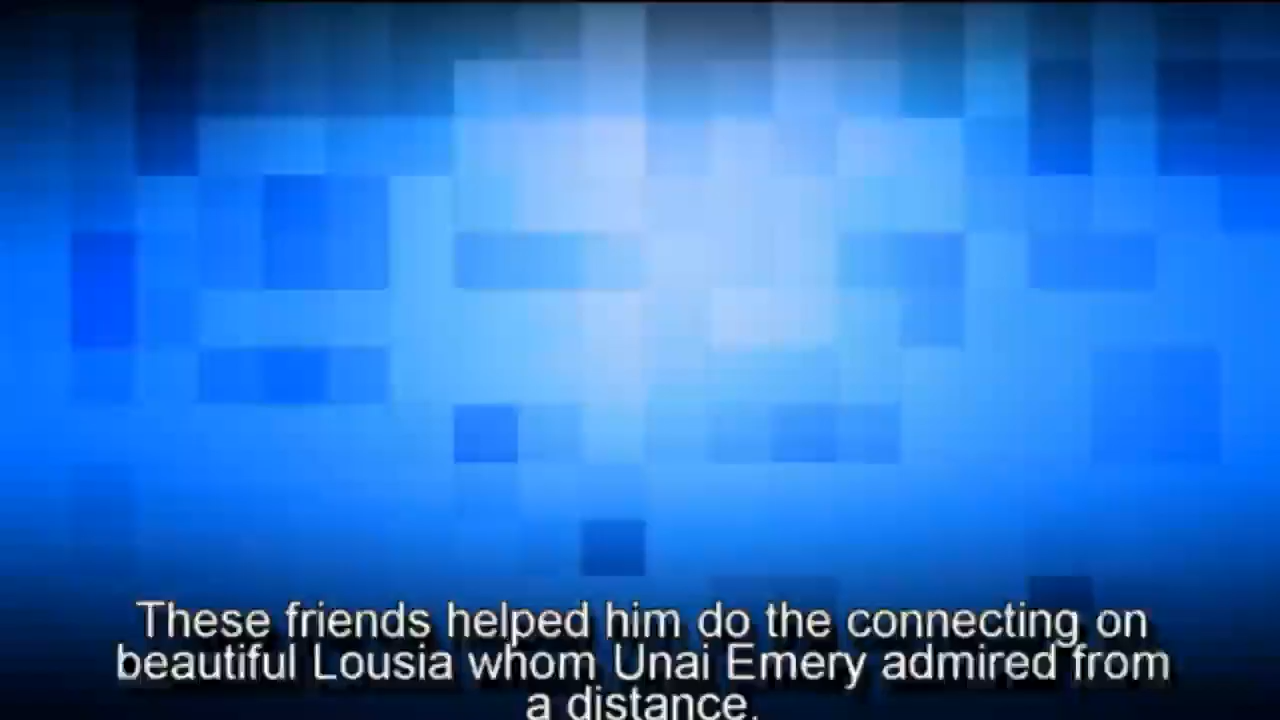 These friends helped him do the connecting on
beautiful Lousia whom Unai Emery admired from
a distance.